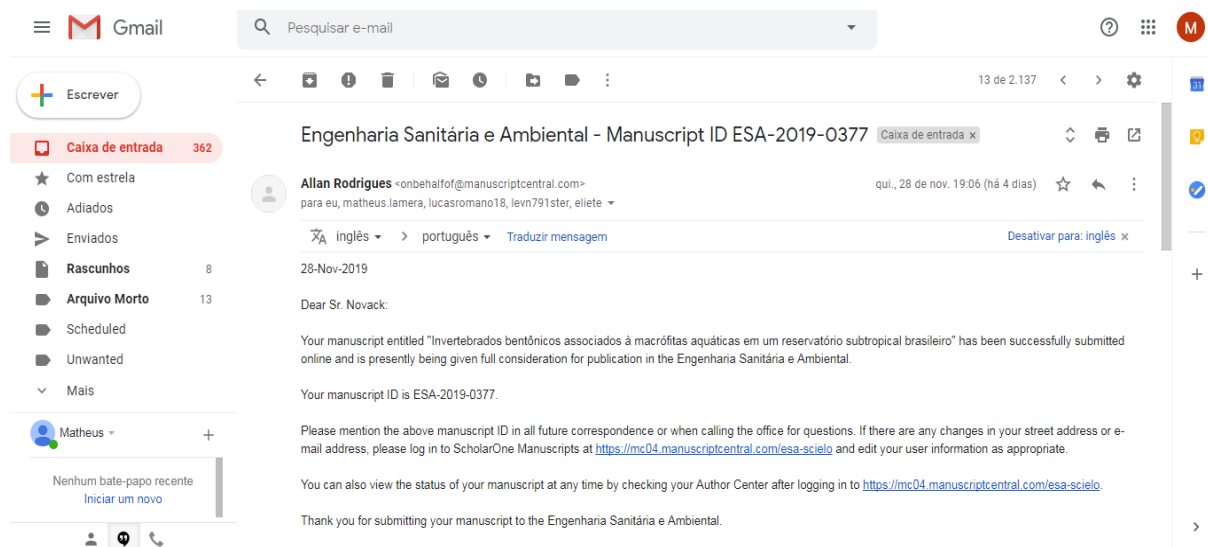 Gmail
Pesquisar e-mail
M
Escrever
13 de 2.137
31
Caixa de entrada 362
Com estrela
Adiados
Enviados
Rascunhos 8
Arquivo Morto 13
Scheduled
Unwanted
Mais
Matheus
Nenhum bate-papo recente
Iniciar um novo
Engenharia Sanitária e Ambiental - Manuscript ID ESA-2019-0377 Caixa de entrada x
Allan Rodrigues <onbehalfof@manuscriptcentral.com> qui., 28 de nov. 19:06 (há 4 dias)
para eu, matheus.lamera, lucasromano18, levn791ster, eliete
inglês > português Traduzir mensagem Desativar para: inglês x
28-Nov-2019
Dear Sr. Novack:
Your manuscript entitled "Invertebrados bentônicos associados à macrófitas aquáticas em um reservatório subtropical brasileiro" has been successfully submitted
online and is presently being given full consideration for publication in the Engenharia Sanitária e Ambiental.
Your manuscript ID is ESA-2019-0377.
Please mention the above manuscript ID in all future correspondence or when calling the office for questions. If there are any changes in your street address or e-
mail address, please log in to ScholarOne Manuscripts at https://mc04.manuscriptcentral.com/esa-scielo and edit your user information as appropriate.
You can also view the status of your manuscript at any time by checking your Author Center after logging in to https://mc04.manuscriptcentral.com/esa-scielo.
Thank you for submitting your manuscript to the Engenharia Sanitária e Ambiental.